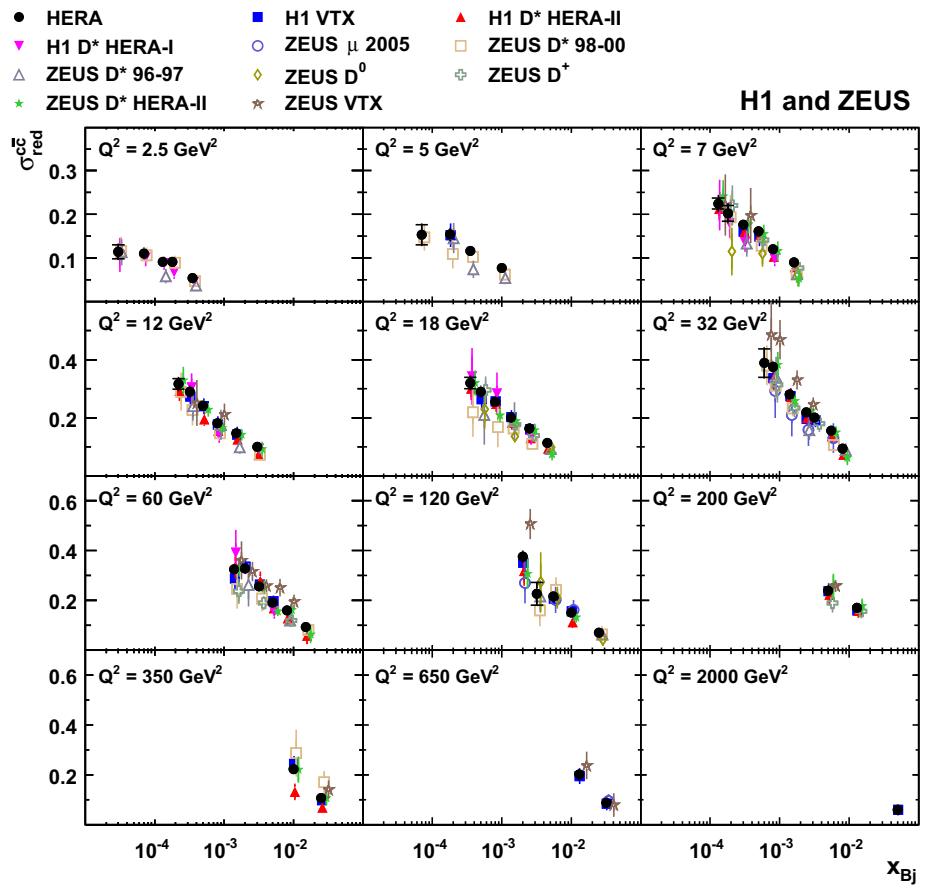 HERA H1 VTX H1 D* HERA-II
H1 D* HERA-I ZEUS μ 2005 ZEUS D* 98-00
ZEUS D* 96-97 ZEUS D⁰ ZEUS D⁺
ZEUS D* HERA-II ZEUS VTX
H1 and ZEUS
σ_red^cc̄
Q² = 2.5 GeV² Q² = 5 GeV² Q² = 7 GeV²
0.3
0.2
0.1
Q² = 12 GeV² Q² = 18 GeV² Q² = 32 GeV²
0.4
0.2
Q² = 60 GeV² Q² = 120 GeV² Q² = 200 GeV²
0.6
0.4
0.2
Q² = 350 GeV² Q² = 650 GeV² Q² = 2000 GeV²
0.6
0.4
0.2
10⁻⁴ 10⁻³ 10⁻² 10⁻⁴ 10⁻³ 10⁻² 10⁻⁴ 10⁻³ 10⁻²
x_Bj